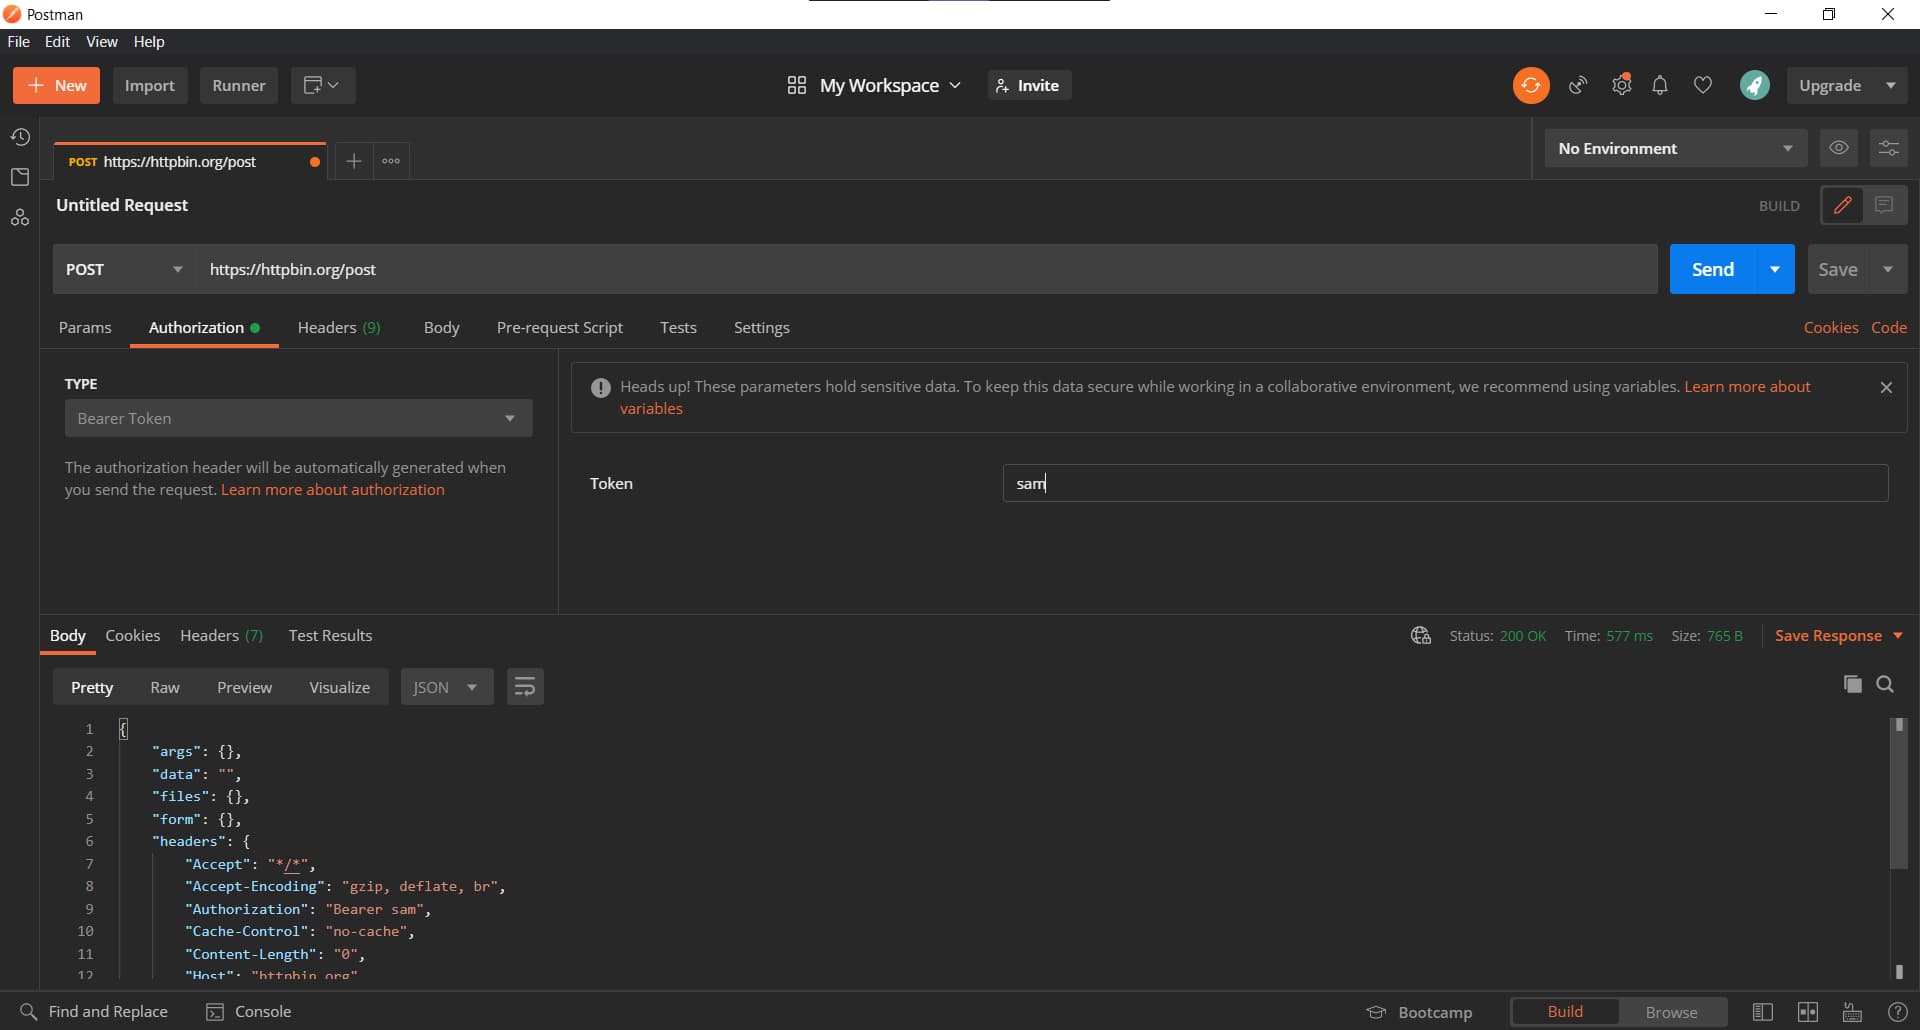 Postman
File Edit View Help
+ New Import Runner
My Workspace Invite
Upgrade
POST https://httpbin.org/post
No Environment
Untitled Request
BUILD
POST https://httpbin.org/post
Send Save
Params Authorization Headers (9) Body Pre-request Script Tests Settings
Cookies Code
TYPE
Bearer Token
The authorization header will be automatically generated when
you send the request. Learn more about authorization
Heads up! These parameters hold sensitive data. To keep this data secure while working in a collaborative environment, we recommend using variables. Learn more about
variables
Token sam
Body Cookies Headers (7) Test Results
Status: 200 OK Time: 577 ms Size: 765 B Save Response
Pretty Raw Preview Visualize JSON
1 {
2 "args": {},
3 "data": "",
4 "files": {},
5 "form": {},
6 "headers": {
7 "Accept": "*/*",
8 "Accept-Encoding": "gzip, deflate, br",
9 "Authorization": "Bearer sam",
10 "Cache-Control": "no-cache",
11 "Content-Length": "0",
12 "Host": "httpbin.org"
Find and Replace Console
Bootcamp Build Browse